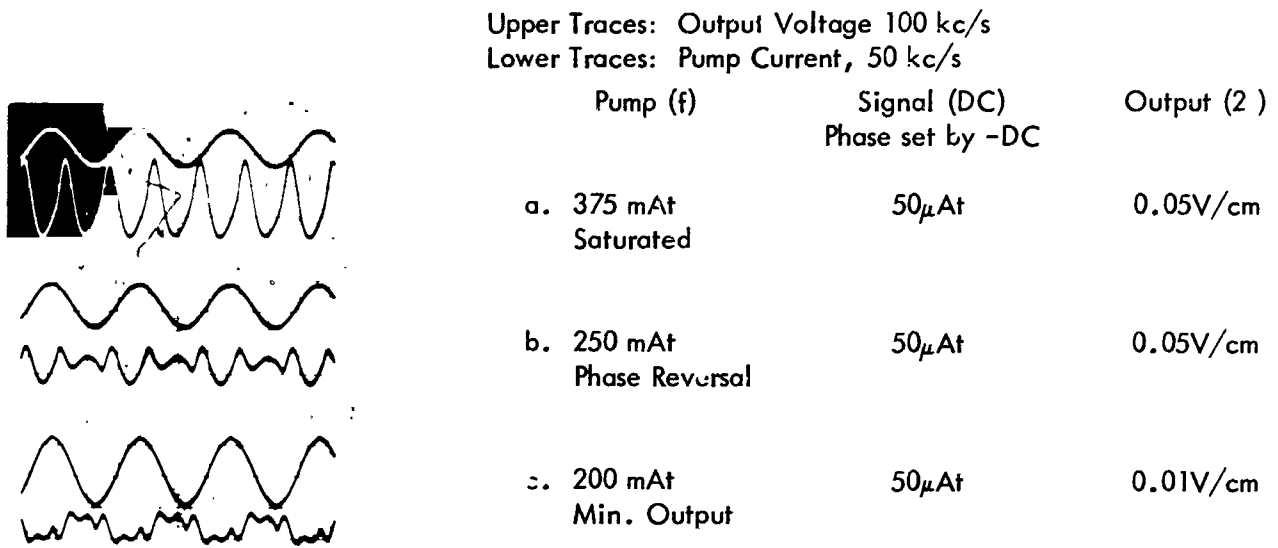 Upper Traces: Output Voltage 100 kc/s
Lower Traces: Pump Current, 50 kc/s
Pump (f) Signal (DC) Output (2 )
Phase set by -DC
a. 375 mAt 50μAt 0.05V/cm
Saturated
b. 250 mAt 50μAt 0.05V/cm
Phase Reversal
c. 200 mAt 50μAt 0.01V/cm
Min. Output